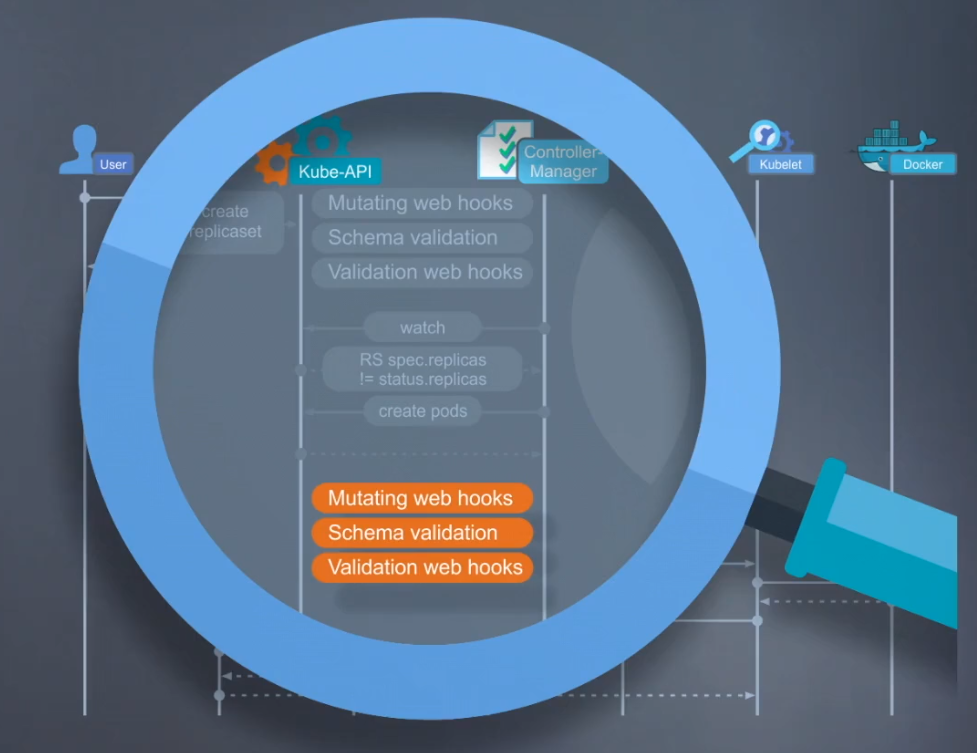 User
Kube-API
Controller-
Manager
Kubelet
Docker
create
replicaset
Mutating web hooks
Schema validation
Validation web hooks
watch
RS spec.replicas
!= status.replicas
create pods
Mutating web hooks
Schema validation
Validation web hooks